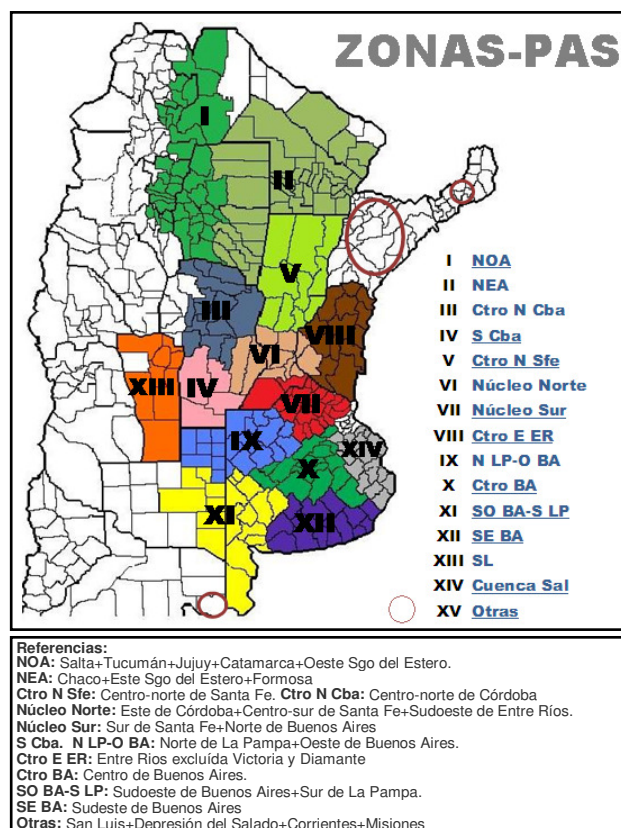 ZONAS-PAS
I
II
V
III
VIII
VI
XIII
IV
VII
IX
XIV
X
XI
XII
I NOA
II NEA
III Ctro N Cba
IV S Cba
V Ctro N Sfe
VI Núcleo Norte
VII Núcleo Sur
VIII Ctro E ER
IX N LP-O BA
X Ctro BA
XI SO BA-S LP
XII SE BA
XIII SL
XIV Cuenca Sal
XV Otras
Referencias:
NOA: Salta+Tucumán+Jujuy+Catamarca+Oeste Sgo del Estero.
NEA: Chaco+Este Sgo del Estero+Formosa
Ctro N Sfe: Centro-norte de Santa Fe. Ctro N Cba: Centro-norte de Córdoba
Núcleo Norte: Este de Córdoba+Centro-sur de Santa Fe+Sudoeste de Entre Ríos.
Núcleo Sur: Sur de Santa Fe+Norte de Buenos Aires
S Cba. N LP-O BA: Norte de La Pampa+Oeste de Buenos Aires.
Ctro E ER: Entre Rios excluída Victoria y Diamante
Ctro BA: Centro de Buenos Aires.
SO BA-S LP: Sudoeste de Buenos Aires+Sur de La Pampa.
SE BA: Sudeste de Buenos Aires
Otras: San Luis+Depresión del Salado+Corrientes+Misiones